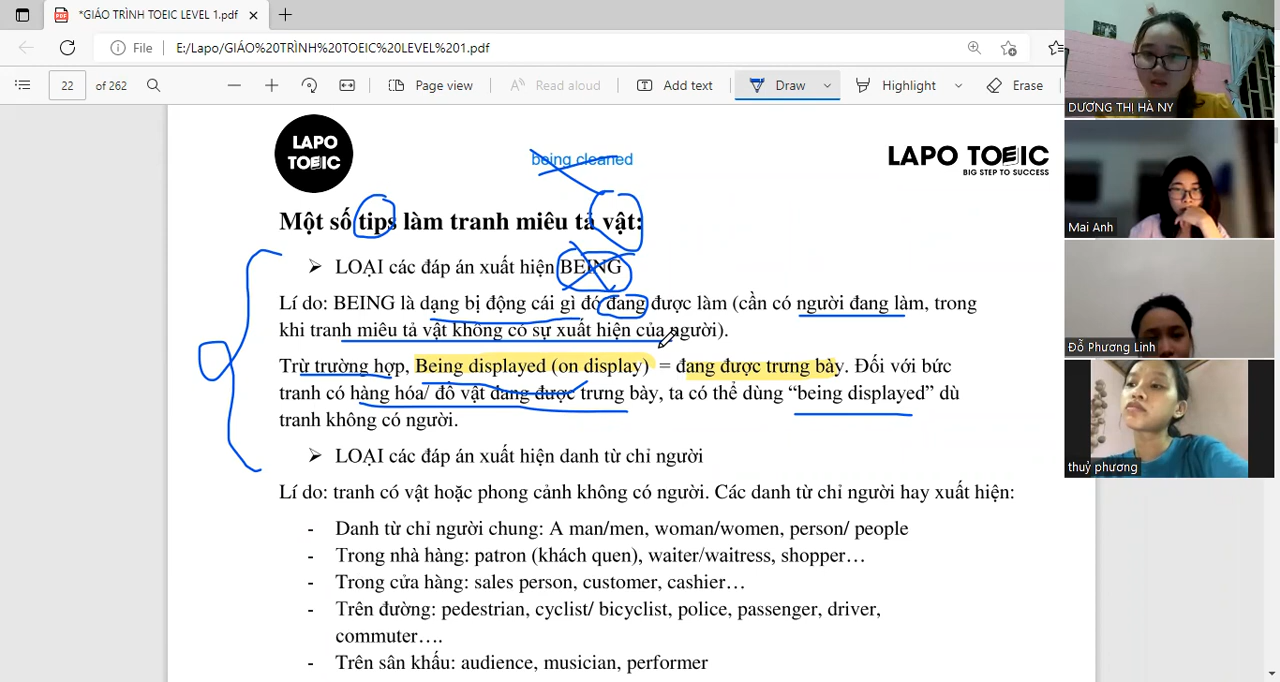 *GIÁO TRÌNH TOEIC LEVEL 1.pdf
File E:/Lapo/GIÁO%20TRÌNH%20TOEIC%20LEVEL%201.pdf
22 of 262 Page view Read aloud Add text Draw Highlight Erase
LAPO
TOEIC
being cleaned
LAPO TOEIC
BIG STEP TO SUCCESS
Một số tips làm tranh miêu tả vật:
➢ LOẠI các đáp án xuất hiện BEING
Lí do: BEING là dạng bị động cái gì đó đang được làm (cần có người đang làm, trong
khi tranh miêu tả vật không có sự xuất hiện của người).
Trừ trường hợp, Being displayed (on display) = đang được trưng bày. Đối với bức
tranh có hàng hóa/ đồ vật đang được trưng bày, ta có thể dùng “being displayed” dù
tranh không có người.
➢ LOẠI các đáp án xuất hiện danh từ chỉ người
Lí do: tranh có vật hoặc phong cảnh không có người. Các danh từ chỉ người hay xuất hiện:
- Danh từ chỉ người chung: A man/men, woman/women, person/ people
- Trong nhà hàng: patron (khách quen), waiter/waitress, shopper…
- Trong cửa hàng: sales person, customer, cashier…
- Trên đường: pedestrian, cyclist/ bicyclist, police, passenger, driver,
commuter….
- Trên sân khấu: audience, musician, performer
DƯƠNG THỊ HÀ NY
Mai Anh
Đỗ Phương Linh
thuỷ phương